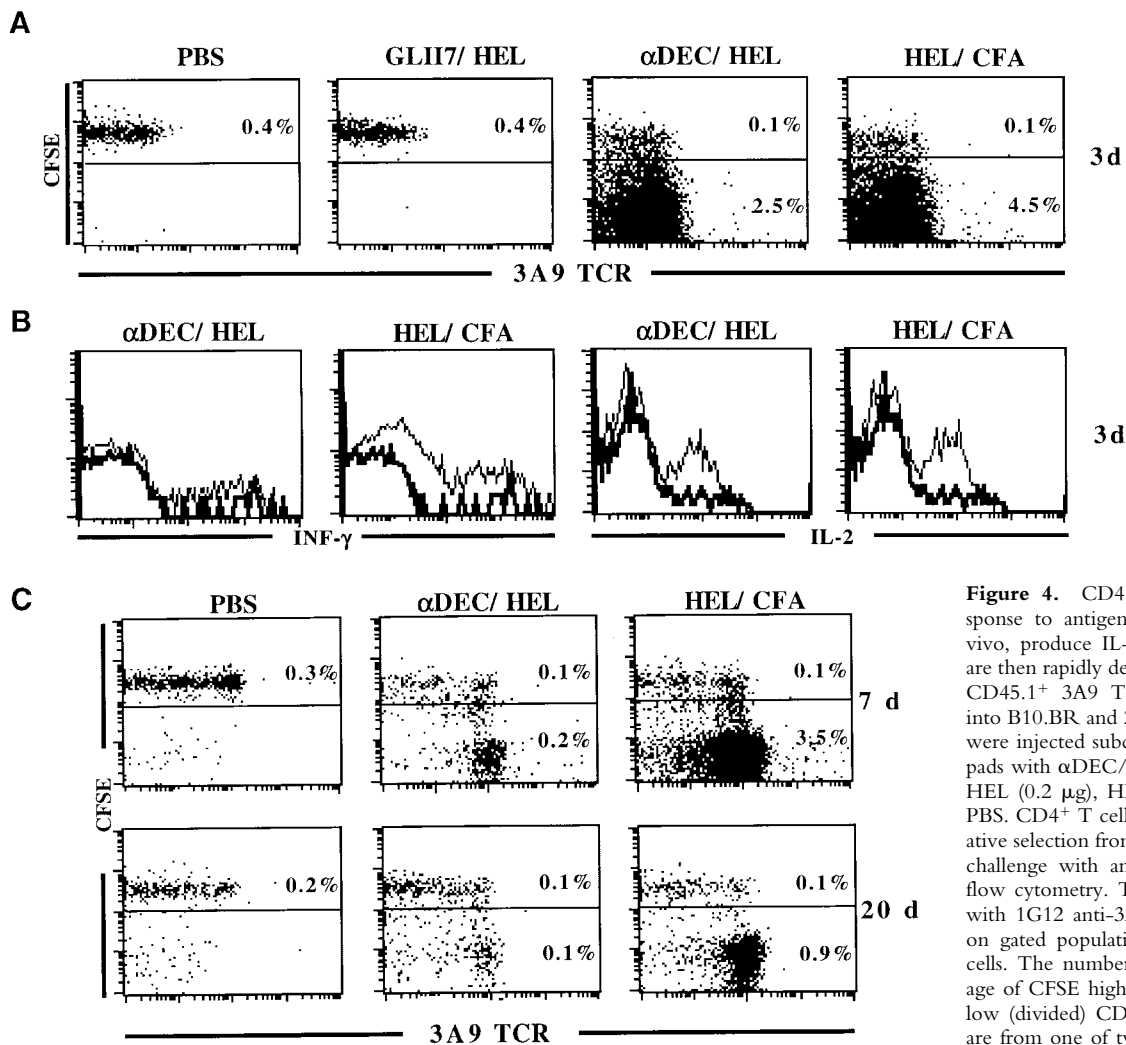 A
PBS
GLII7/ HEL
αDEC/ HEL
HEL/ CFA
CFSE
0.4%
0.4%
0.1%
2.5%
0.1%
4.5%
3d
3A9 TCR
B
αDEC/ HEL
HEL/ CFA
αDEC/ HEL
HEL/ CFA
3d
INF-γ
IL-2
C
PBS
αDEC/ HEL
HEL/ CFA
CFSE
0.3%
0.1%
0.2%
0.1%
3.5%
7 d
0.2%
0.1%
0.1%
0.1%
0.9%
20 d
3A9 TCR
Figure 4. CD4
sponse to antigen
vivo, produce IL-
are then rapidly de
CD45.1+ 3A9 T
into B10.BR and 2
were injected subc
pads with αDEC/
HEL (0.2 μg), HE
PBS. CD4+ T cell
ative selection from
challenge with an
flow cytometry. T
with 1G12 anti-3
on gated populati
cells. The number
age of CFSE high
low (divided) CD
are from one of tw